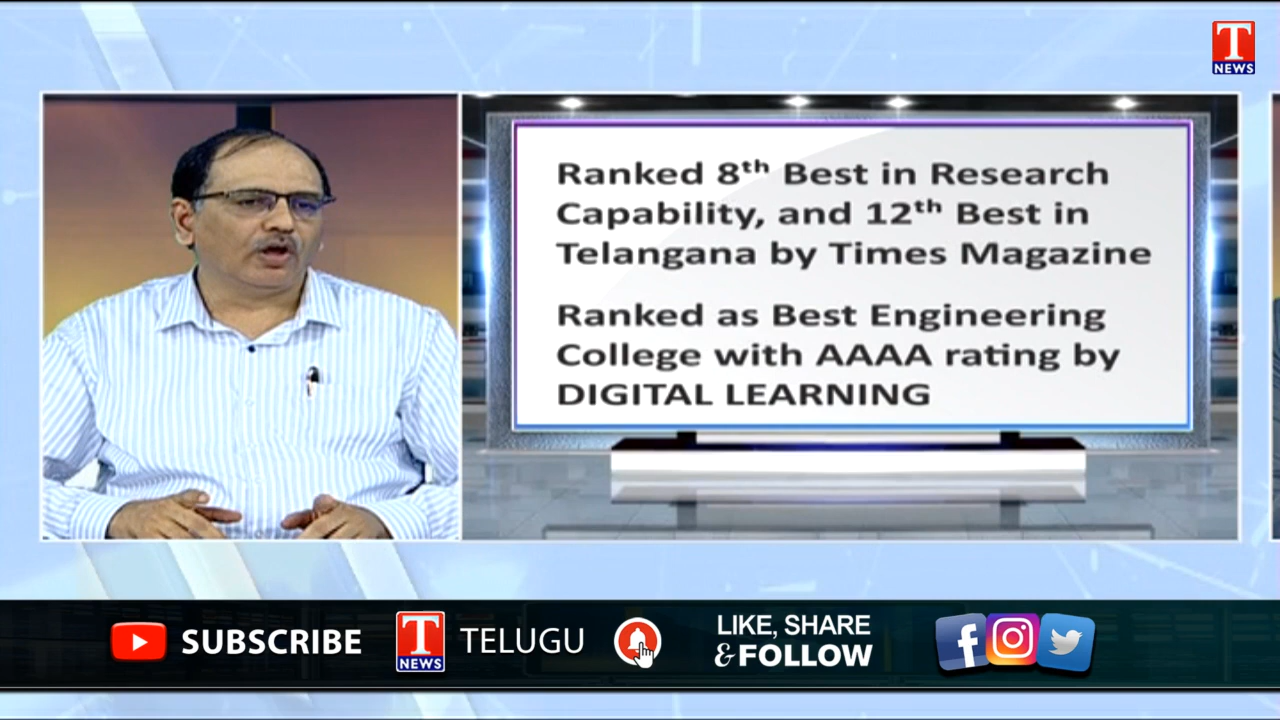 T
NEWS
Ranked 8th Best in Research
Capability, and 12th Best in
Telangana by Times Magazine
Ranked as Best Engineering
College with AAAA rating by
DIGITAL LEARNING
SUBSCRIBE
T
NEWS
TELUGU
LIKE, SHARE
& FOLLOW